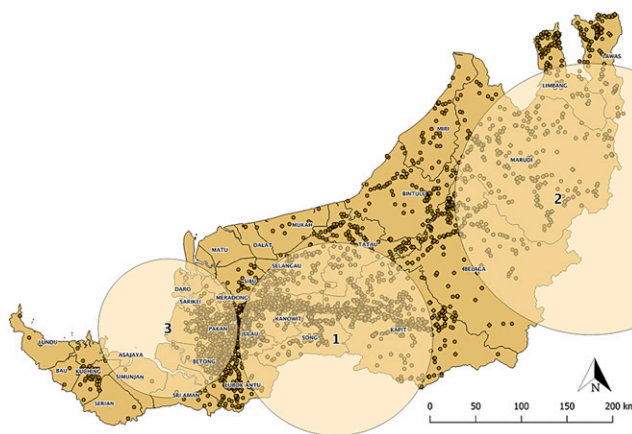 LAWAS
LIMBANG
MIRI
MARUDI
BINTULU
2
MUKAH
DALAT
TATAU
MATU
SELANGAU
BELAGA
SIBU
DARO
MERADONG
SARIKEI
KANOWIT
3
PAKAN
JULAU
KAPIT
SONG
1
LUNDU
ASAJAYA
BETONG
BAU
KUCHING
SIMUNJAN
LUBOK ANTU
SERIAN
SRI AMAN
N
0 50 100 150 200 km